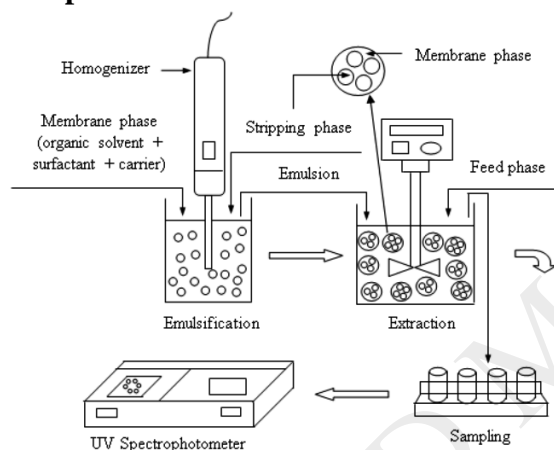 Membrane phase
Homogenizer
Membrane phase
(organic solvent +
surfactant + carrier)
Stripping phase
Emulsion
Feed phase
Emulsification
Extraction
UV Spectrophotometer
Sampling